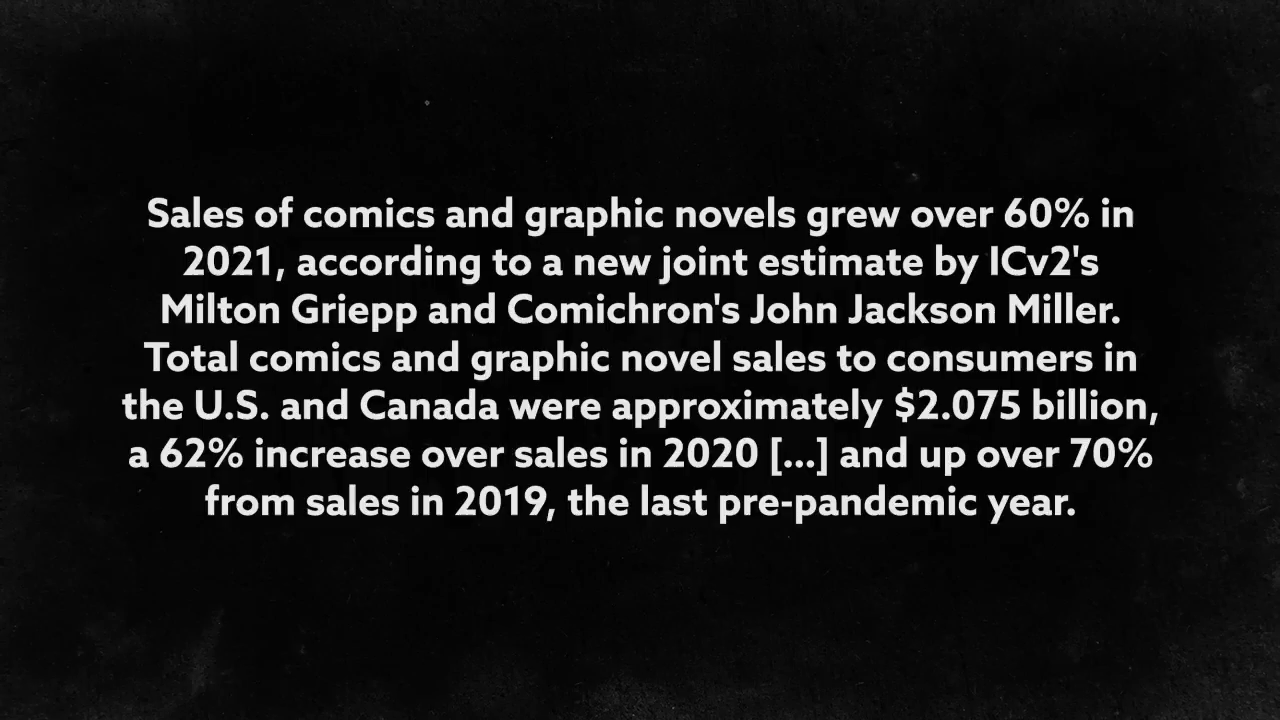 Sales of comics and graphic novels grew over 60% in
2021, according to a new joint estimate by ICv2's
Milton Griepp and Comichron's John Jackson Miller.
Total comics and graphic novel sales to consumers in
the U.S. and Canada were approximately $2.075 billion,
a 62% increase over sales in 2020 [...] and up over 70%
from sales in 2019, the last pre-pandemic year.